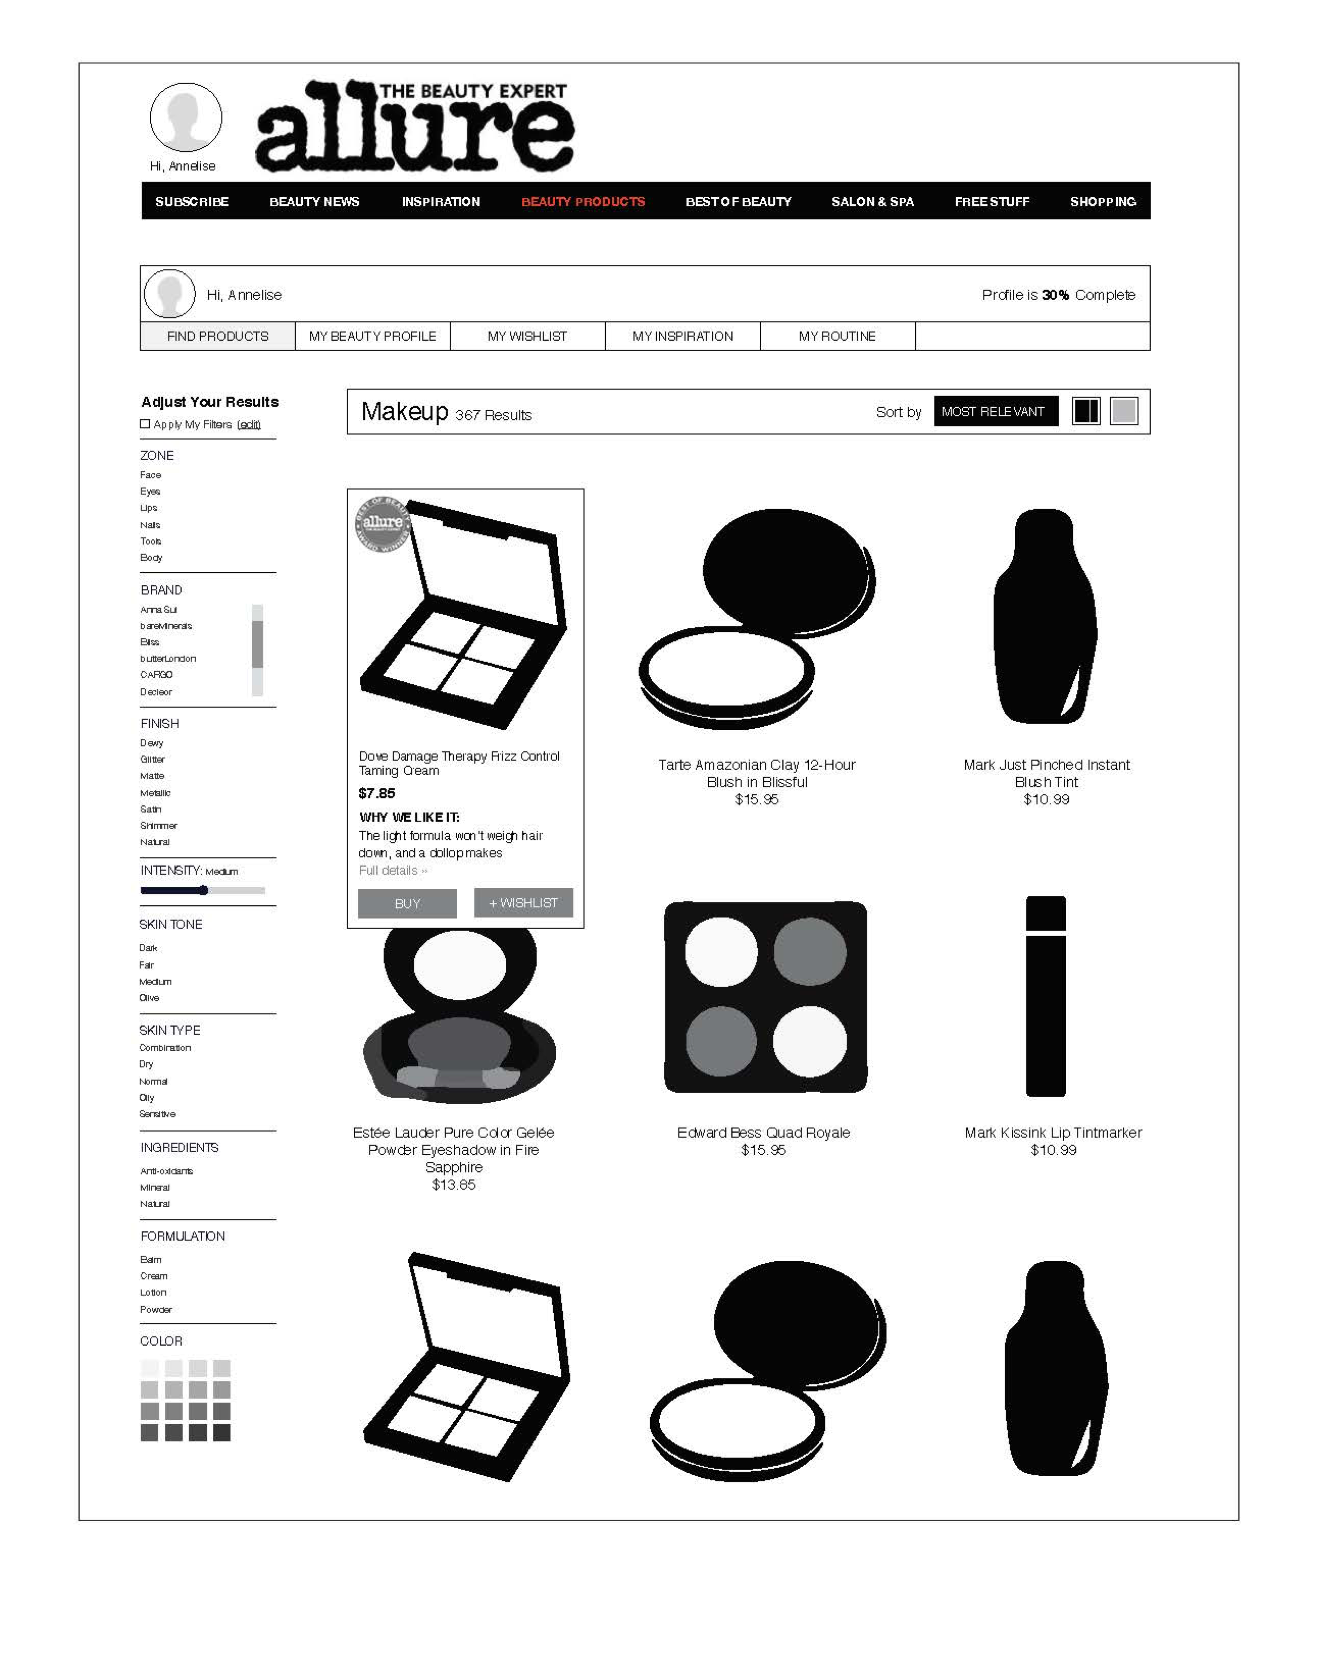 THE BEAUTY EXPERT
allure
Hi, Annelise
SUBSCRIBE BEAUTY NEWS INSPIRATION BEAUTY PRODUCTS BEST OF BEAUTY SALON & SPA FREE STUFF SHOPPING
Hi, Annelise
Profile is 30% Complete
FIND PRODUCTS MY BEAUTY PROFILE MY WISHLIST MY INSPIRATION MY ROUTINE
Adjust Your Results
Apply My Filters (edit)
ZONE
Face
Eyes
Lips
Nails
Tools
Body
BRAND
Anna Sui
bareMinerals
Bliss
butterLondon
CARGO
Decleor
FINISH
Dewy
Glitter
Matte
Metallic
Satin
Shimmer
Natural
INTENSITY: Medium
SKIN TONE
Dark
Fair
Medium
Olive
SKIN TYPE
Combination
Dry
Normal
Oily
Sensitive
INGREDIENTS
Anti-oxidants
Mineral
Natural
FORMULATION
Balm
Cream
Lotion
Powder
COLOR
Makeup 367 Results
Sort by MOST RELEVANT
BEST OF BEAUTY
allure
THE BEAUTY EXPERT
AWARD WINNER
Dove Damage Therapy Frizz Control
Taming Cream
$7.85
WHY WE LIKE IT:
The light formula won't weigh hair
down, and a dollop makes
Full details »
BUY + WISHLIST
Tarte Amazonian Clay 12-Hour
Blush in Blissful
$15.95
Mark Just Pinched Instant
Blush Tint
$10.99
Estée Lauder Pure Color Gelée
Powder Eyeshadow in Fire
Sapphire
$13.85
Edward Bess Quad Royale
$15.95
Mark Kissink Lip Tintmarker
$10.99